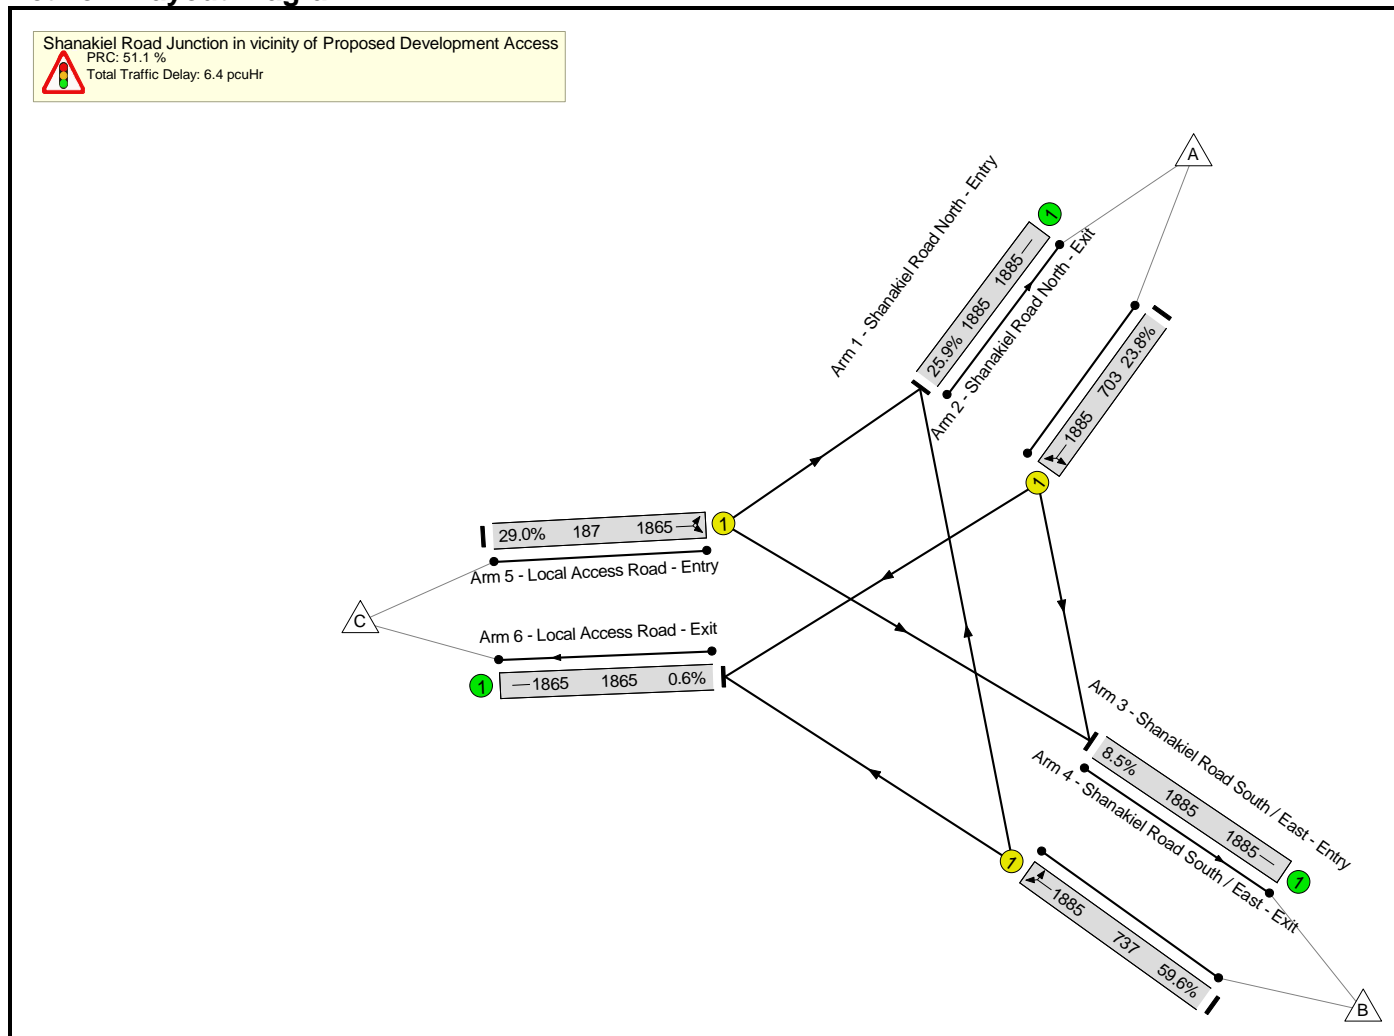 Shanakiel Road Junction in vicinity of Proposed Development Access
PRC: 51.1 %
Total Traffic Delay: 6.4 pcuHr
A
Arm 1 - Shanakiel Road North - Entry
1
25.9% 1885 1885
Arm 2 - Shanakiel Road North - Exit
1885 703 23.8%
1
29.0% 187 1865
1
Arm 5 - Local Access Road - Entry
C
Arm 6 - Local Access Road - Exit
1
1865 1865 0.6%
Arm 3 - Shanakiel Road South / East - Entry
8.5% 1885 1885
1
Arm 4 - Shanakiel Road South / East - Exit
1
1885 737 59.6%
B